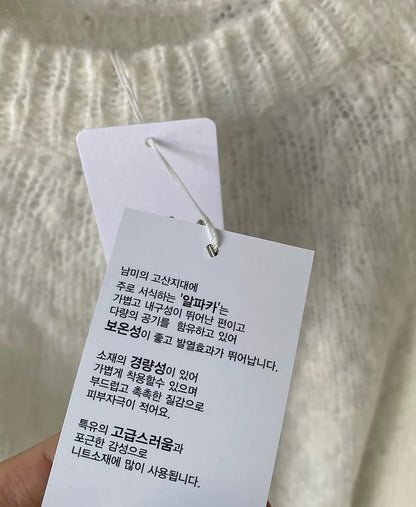 남미의 고산지대에
주로 서식하는 '알파카'는
가볍고 내구성이 뛰어난 편이고
다량의 공기를 함유하고 있어
보온성이 좋고 발열효과가 뛰어납니다.
소재의 경량성이 있어
가볍게 착용할수 있으며
부드럽고 촉촉한 질감으로
피부자극이 적어요.
특유의 고급스러움과
포근한 감성으로
니트소재에 많이 사용됩니다.